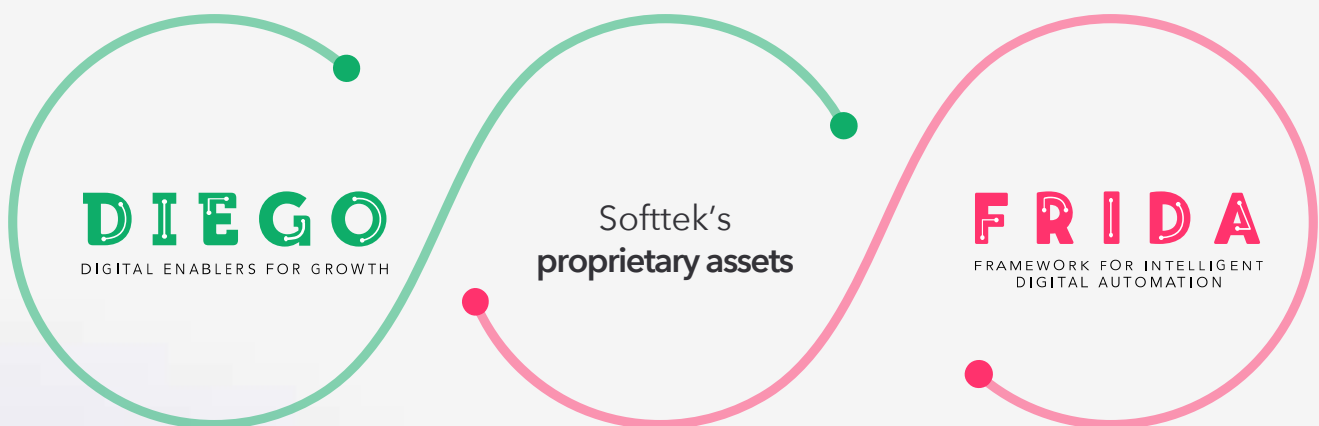 DIEGO
DIGITAL ENABLERS FOR GROWTH
Softtek’s
proprietary assets
FRIDA
FRAMEWORK FOR INTELLIGENT
DIGITAL AUTOMATION